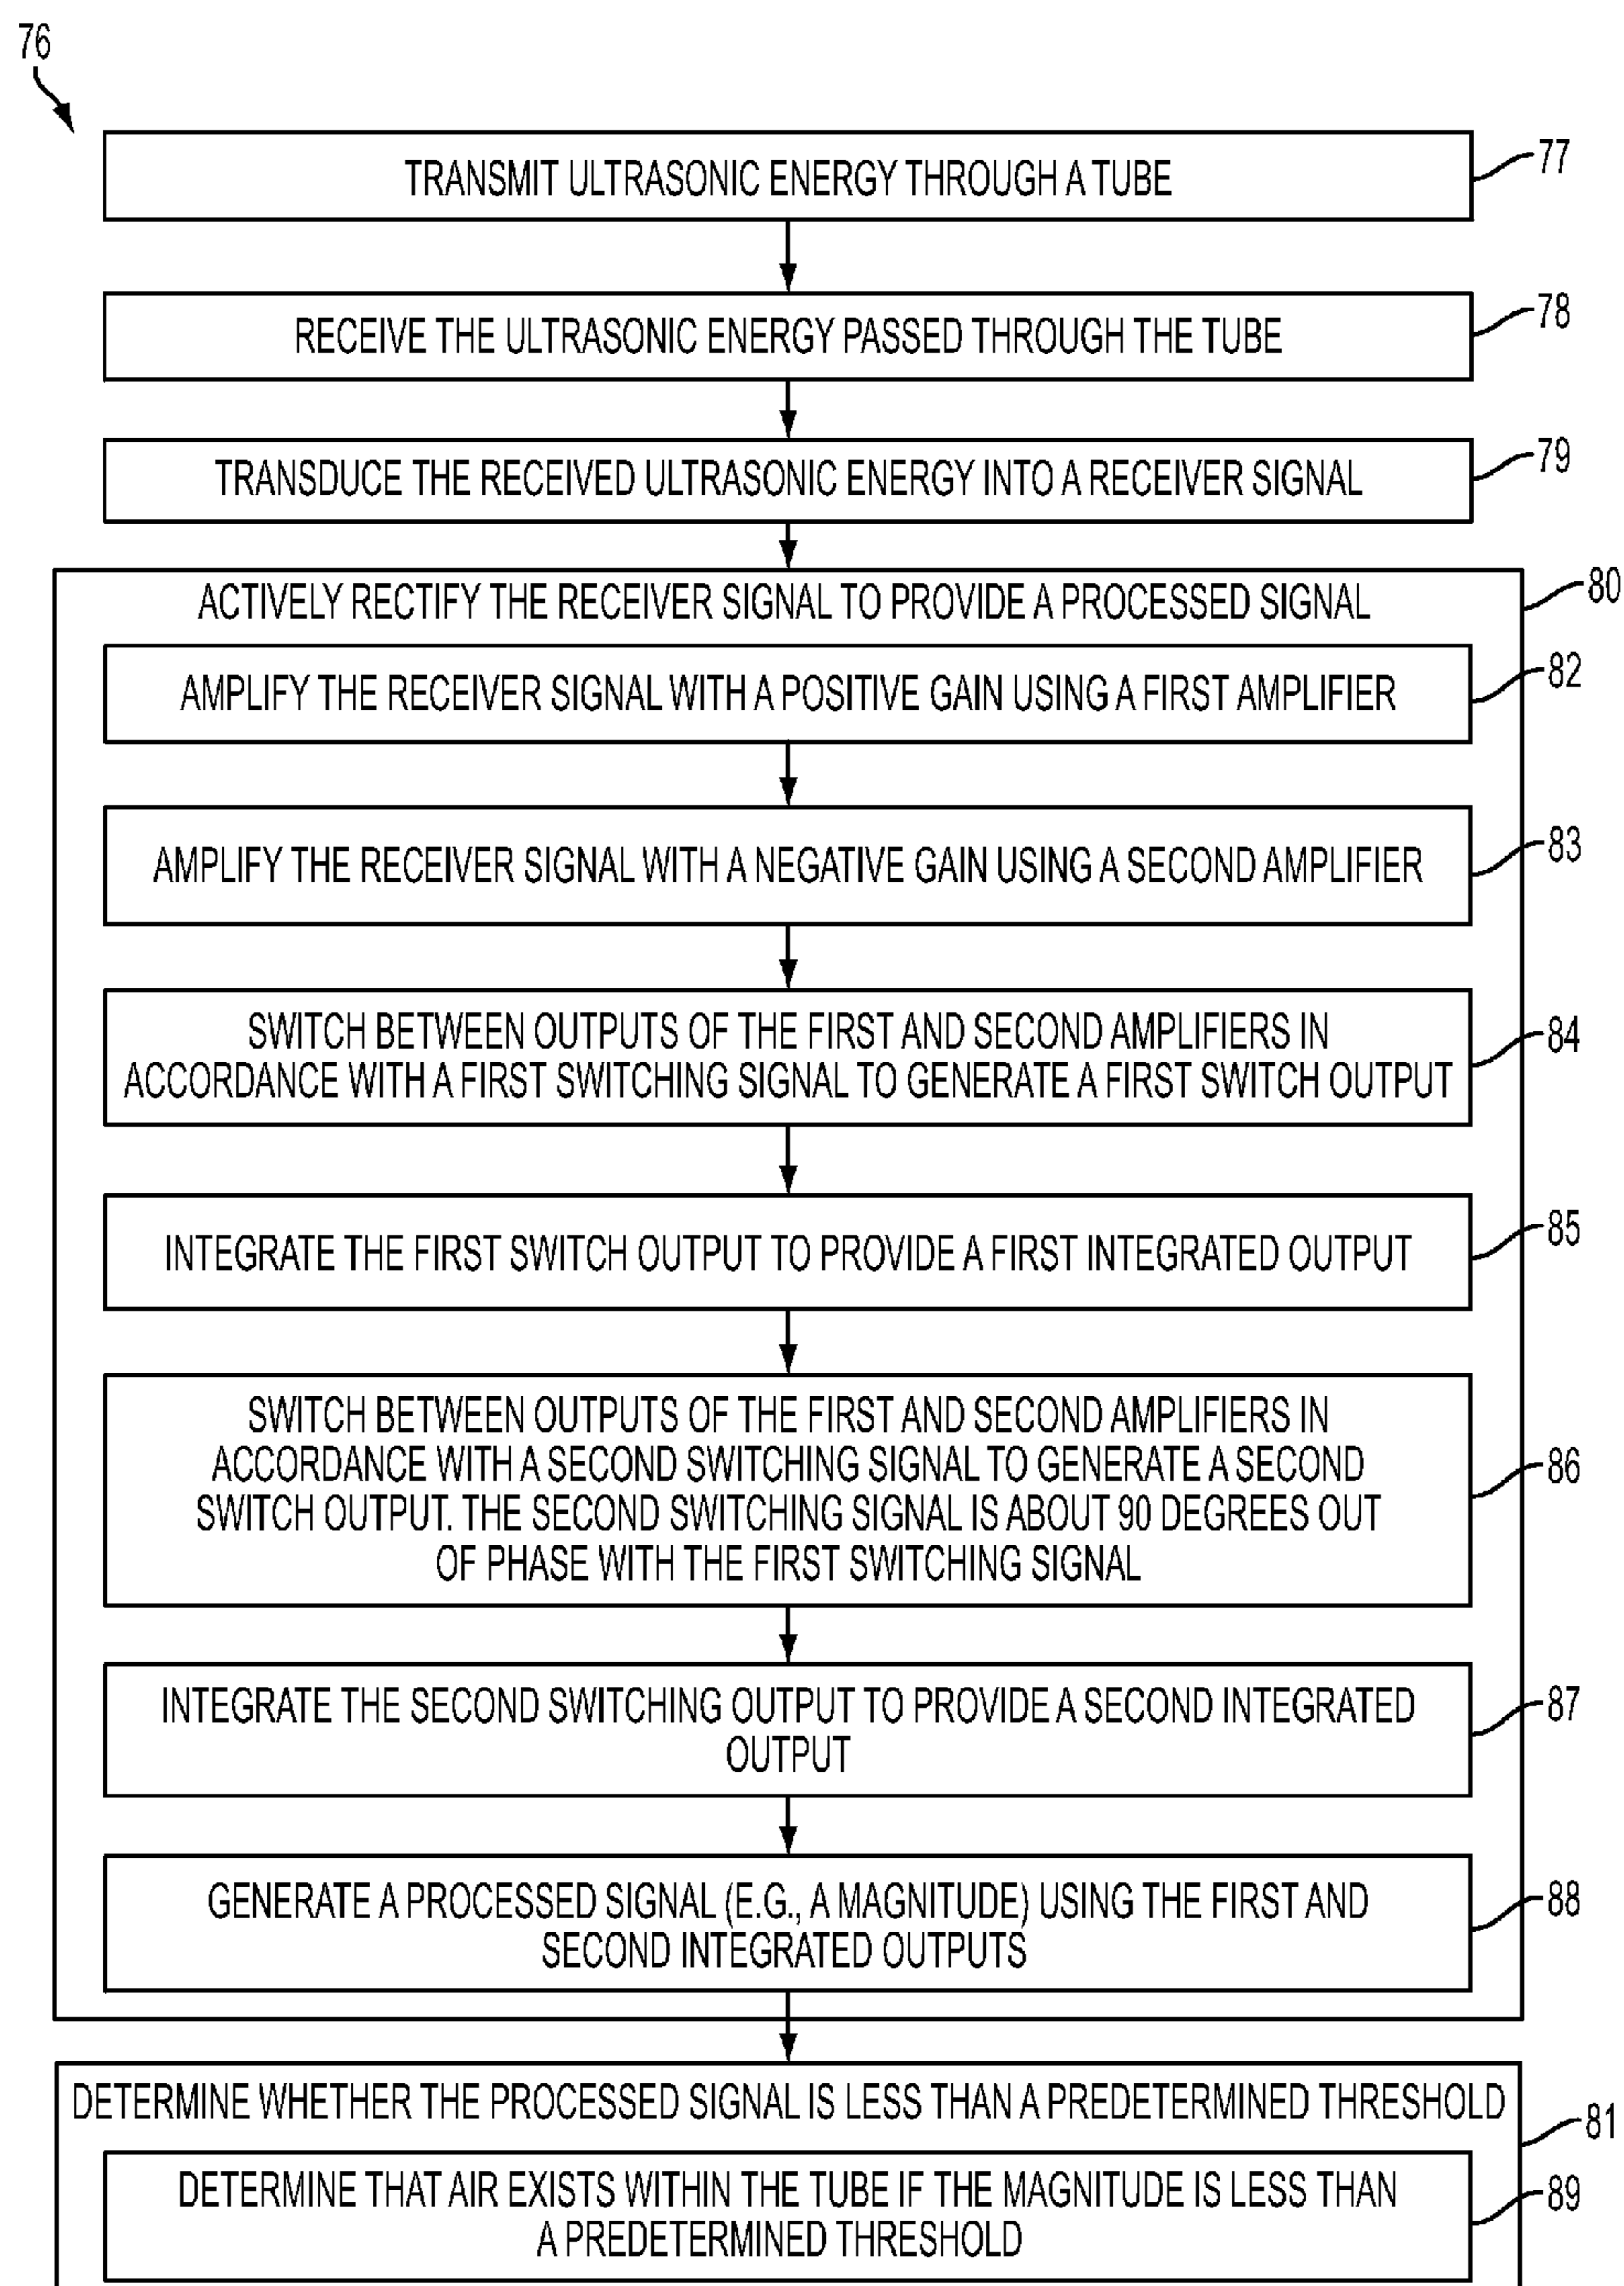 76
TRANSMIT ULTRASONIC ENERGY THROUGH A TUBE
77
RECEIVE THE ULTRASONIC ENERGY PASSED THROUGH THE TUBE
78
TRANSDUCE THE RECEIVED ULTRASONIC ENERGY INTO A RECEIVER SIGNAL
79
ACTIVELY RECTIFY THE RECEIVER SIGNAL TO PROVIDE A PROCESSED SIGNAL
80
AMPLIFY THE RECEIVER SIGNAL WITH A POSITIVE GAIN USING A FIRST AMPLIFIER
82
AMPLIFY THE RECEIVER SIGNAL WITH A NEGATIVE GAIN USING A SECOND AMPLIFIER
83
SWITCH BETWEEN OUTPUTS OF THE FIRST AND SECOND AMPLIFIERS IN
ACCORDANCE WITH A FIRST SWITCHING SIGNAL TO GENERATE A FIRST SWITCH OUTPUT
84
INTEGRATE THE FIRST SWITCH OUTPUT TO PROVIDE A FIRST INTEGRATED OUTPUT
85
SWITCH BETWEEN OUTPUTS OF THE FIRST AND SECOND AMPLIFIERS IN
ACCORDANCE WITH A SECOND SWITCHING SIGNAL TO GENERATE A SECOND
SWITCH OUTPUT. THE SECOND SWITCHING SIGNAL IS ABOUT 90 DEGREES OUT
OF PHASE WITH THE FIRST SWITCHING SIGNAL
86
INTEGRATE THE SECOND SWITCHING OUTPUT TO PROVIDE A SECOND INTEGRATED
OUTPUT
87
GENERATE A PROCESSED SIGNAL (E.G., A MAGNITUDE) USING THE FIRST AND
SECOND INTEGRATED OUTPUTS
88
DETERMINE WHETHER THE PROCESSED SIGNAL IS LESS THAN A PREDETERMINED THRESHOLD
81
DETERMINE THAT AIR EXISTS WITHIN THE TUBE IF THE MAGNITUDE IS LESS THAN
A PREDETERMINED THRESHOLD
89